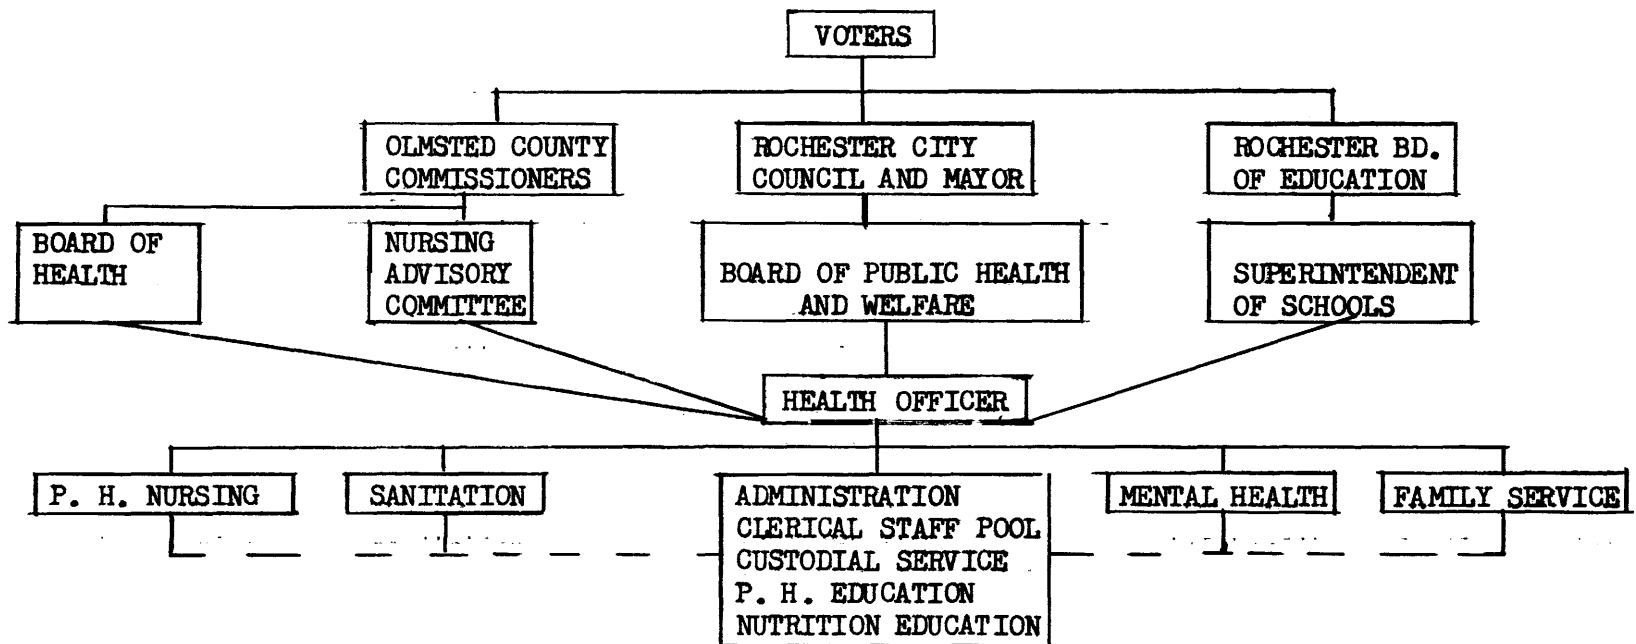 VOTERS
OLMSTED COUNTY
COMMISSIONERS
ROCHESTER CITY
COUNCIL AND MAYOR
ROCHESTER BD.
OF EDUCATION
BOARD OF
HEALTH
NURSING
ADVISORY
COMMITTEE
BOARD OF PUBLIC HEALTH
AND WELFARE
SUPERINTENDENT
OF SCHOOLS
HEALTH OFFICER
P. H. NURSING
SANITATION
ADMINISTRATION
CLERICAL STAFF POOL
CUSTODIAL SERVICE
P. H. EDUCATION
NUTRITION EDUCATION
MENTAL HEALTH
FAMILY SERVICE